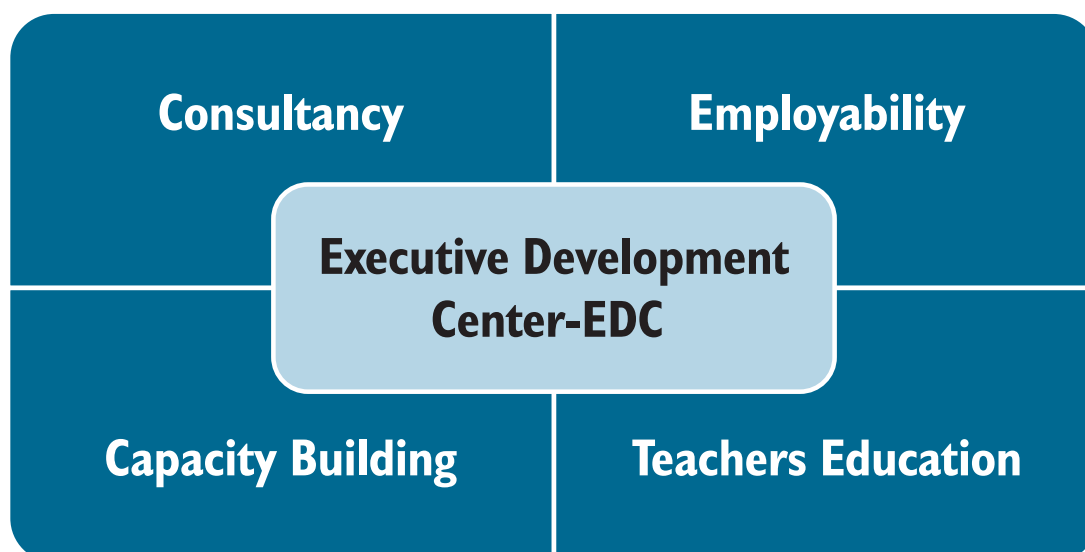 Consultancy
Employability
Executive Development
Center-EDC
Capacity Building
Teachers Education